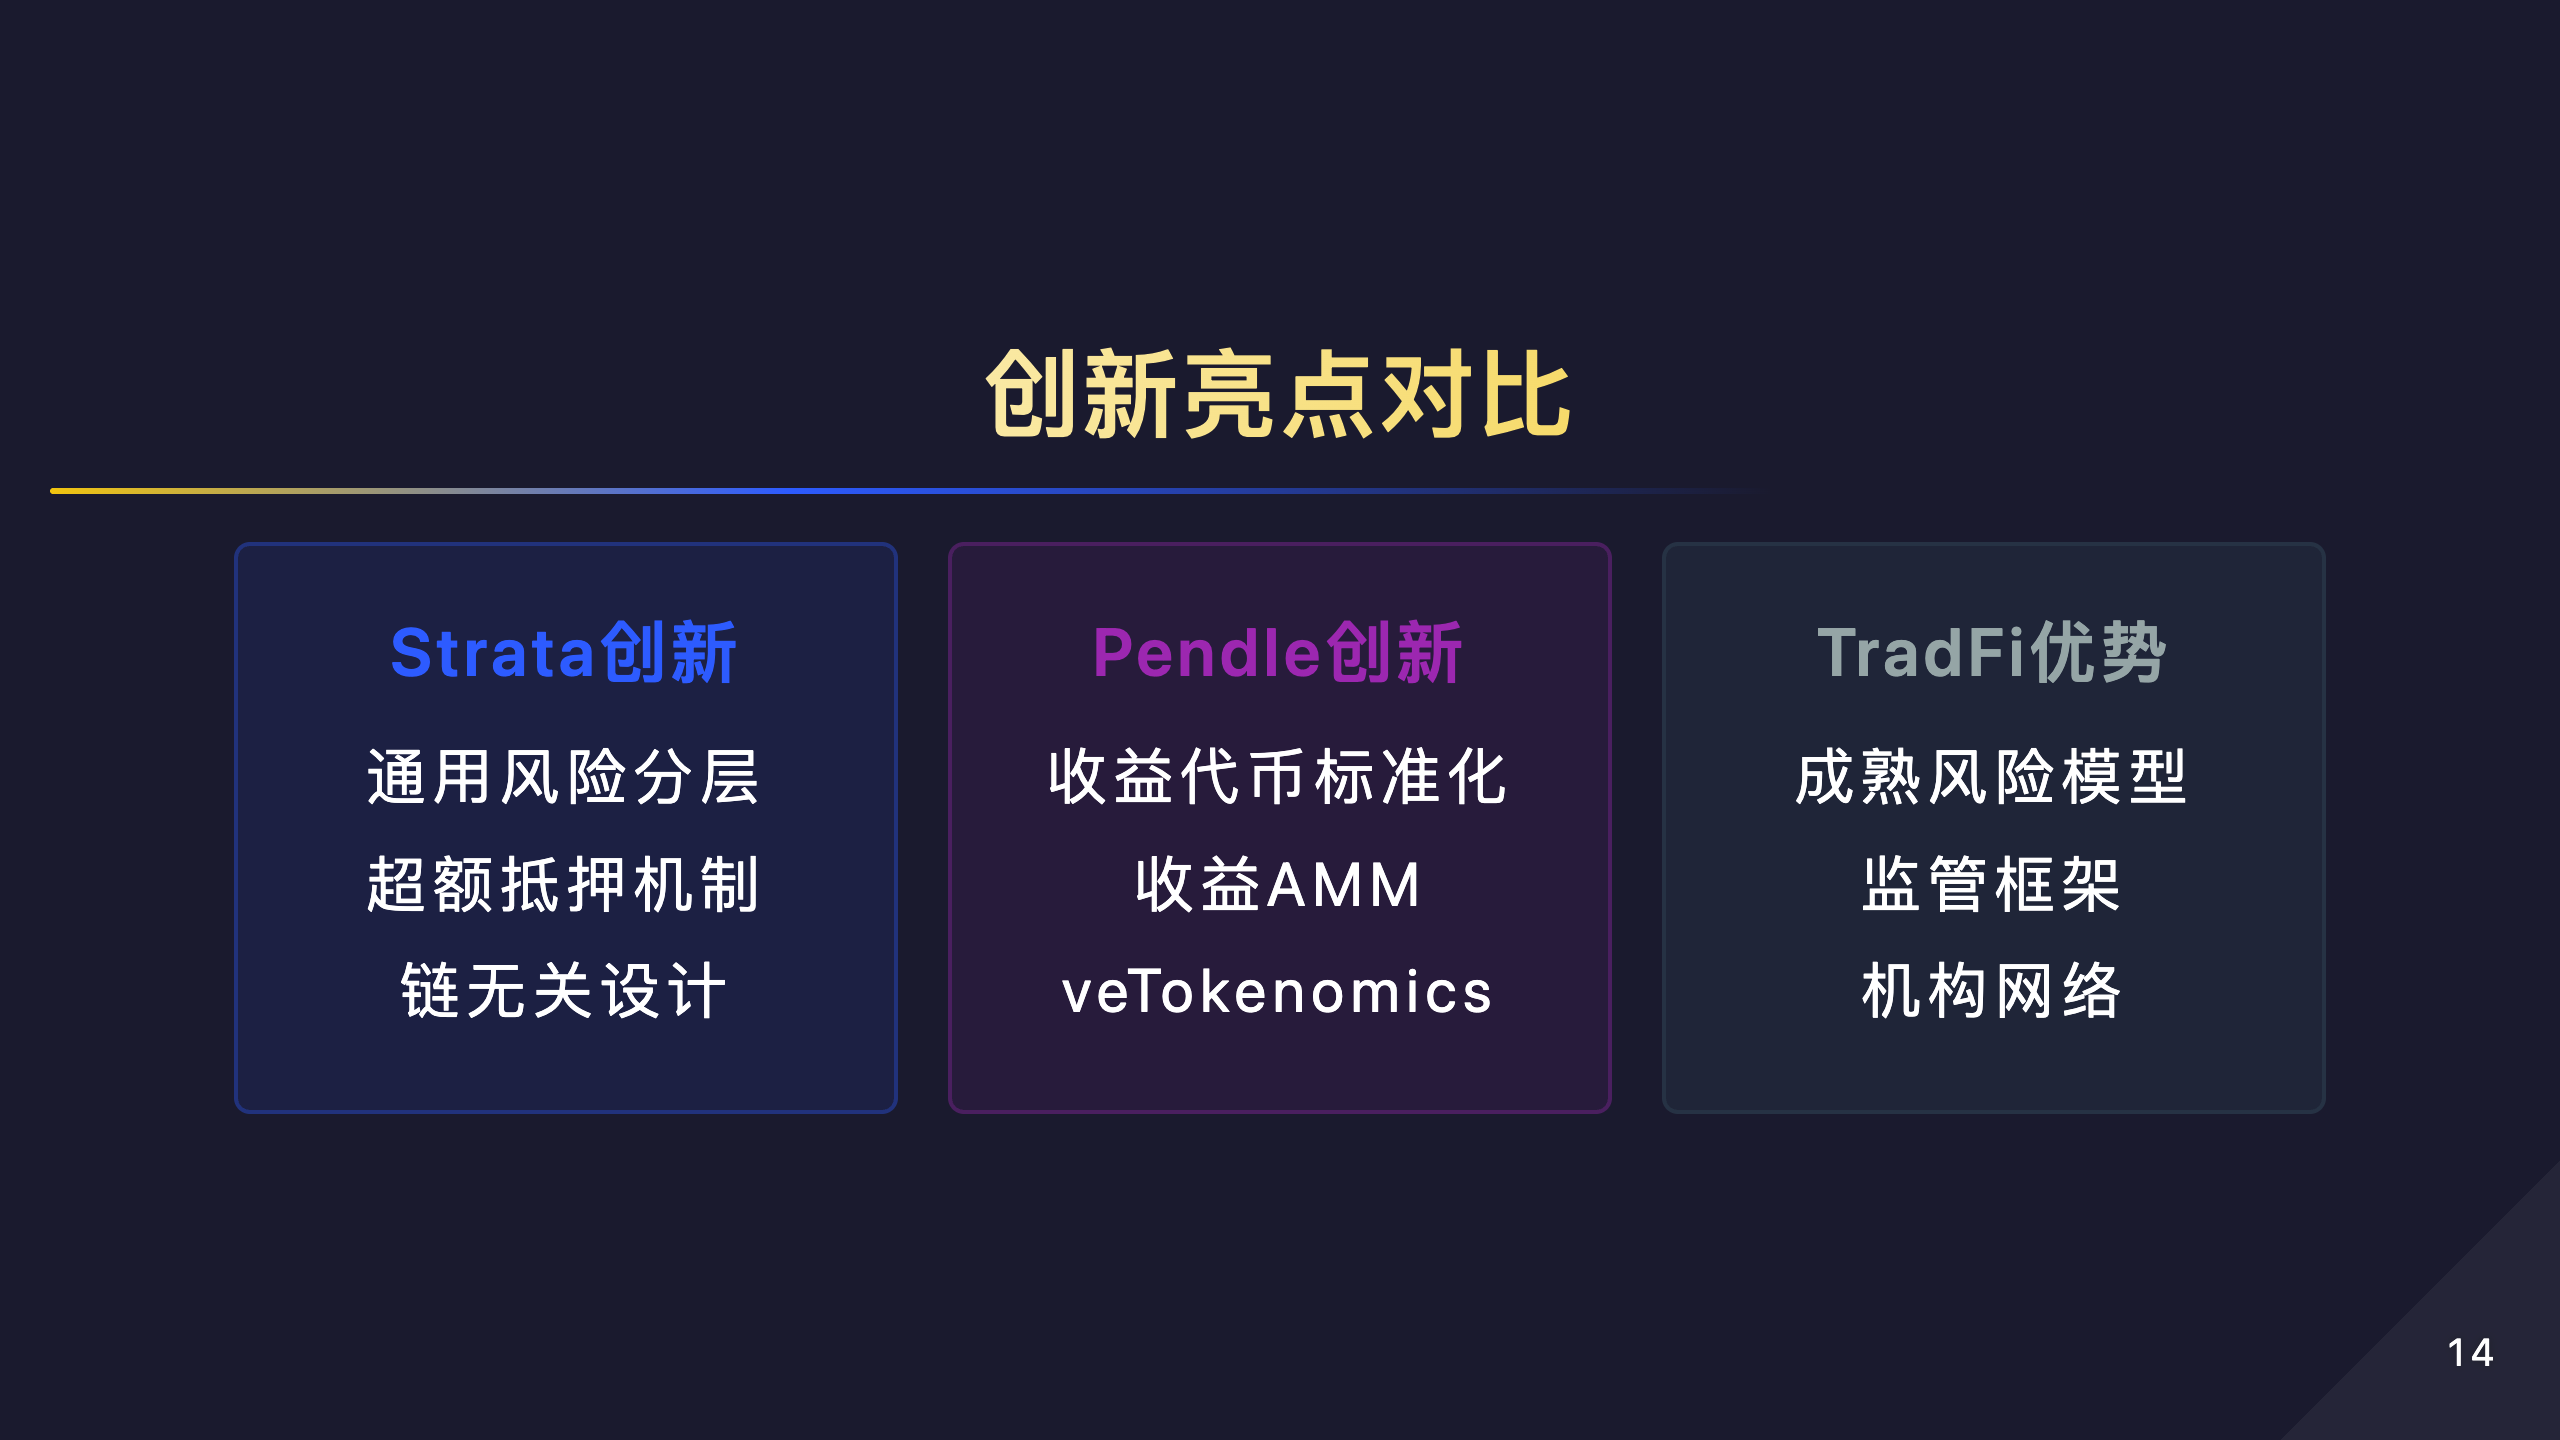 创新亮点对比
Strata创新
通用风险分层
超额抵押机制
链无关设计
Pendle创新
收益代币标准化
收益AMM
veTokenomics
TradFi优势
成熟风险模型
监管框架
机构网络
14